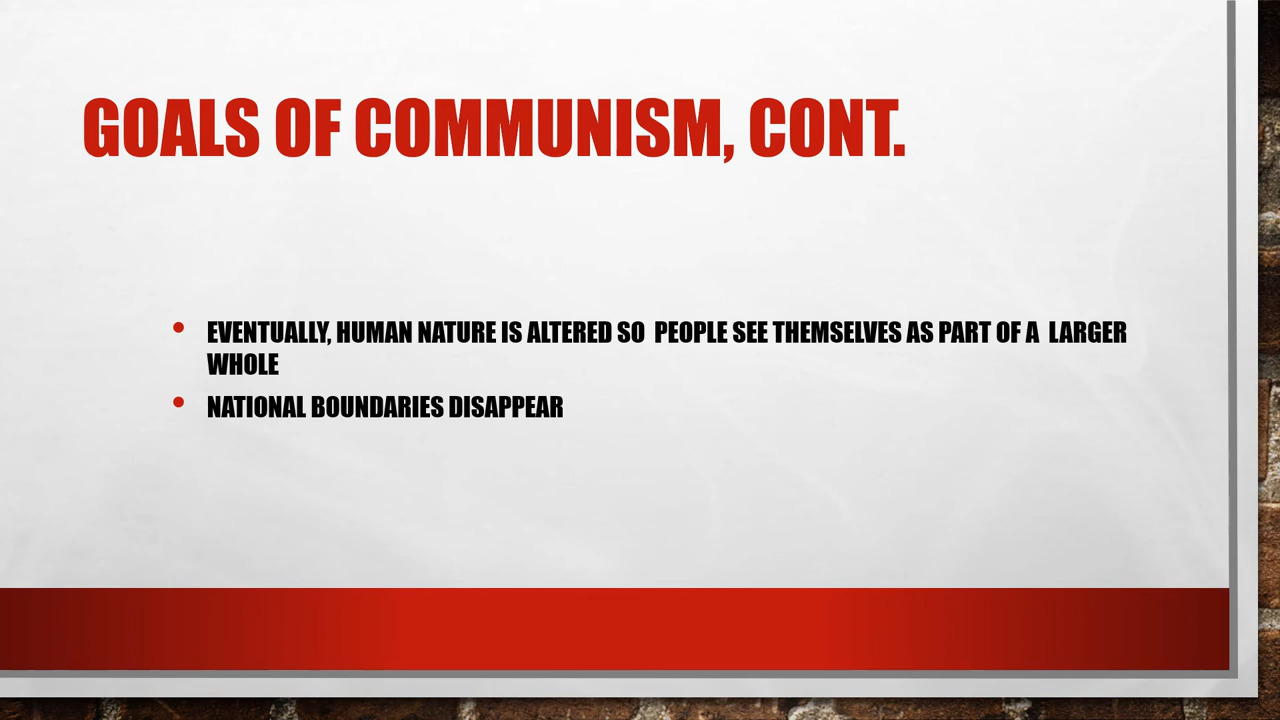 GOALS OF COMMUNISM, CONT.
• EVENTUALLY, HUMAN NATURE IS ALTERED SO  PEOPLE SEE THEMSELVES AS PART OF A  LARGER
WHOLE
• NATIONAL BOUNDARIES DISAPPEAR